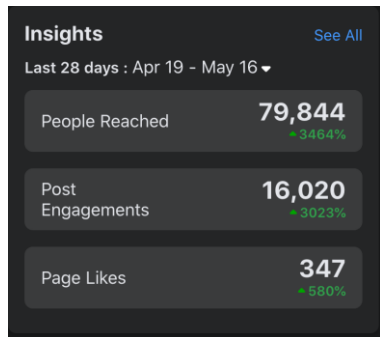 Insights See All
Last 28 days : Apr 19 - May 16
People Reached 79,844
3464%
Post
Engagements 16,020
3023%
Page Likes 347
580%